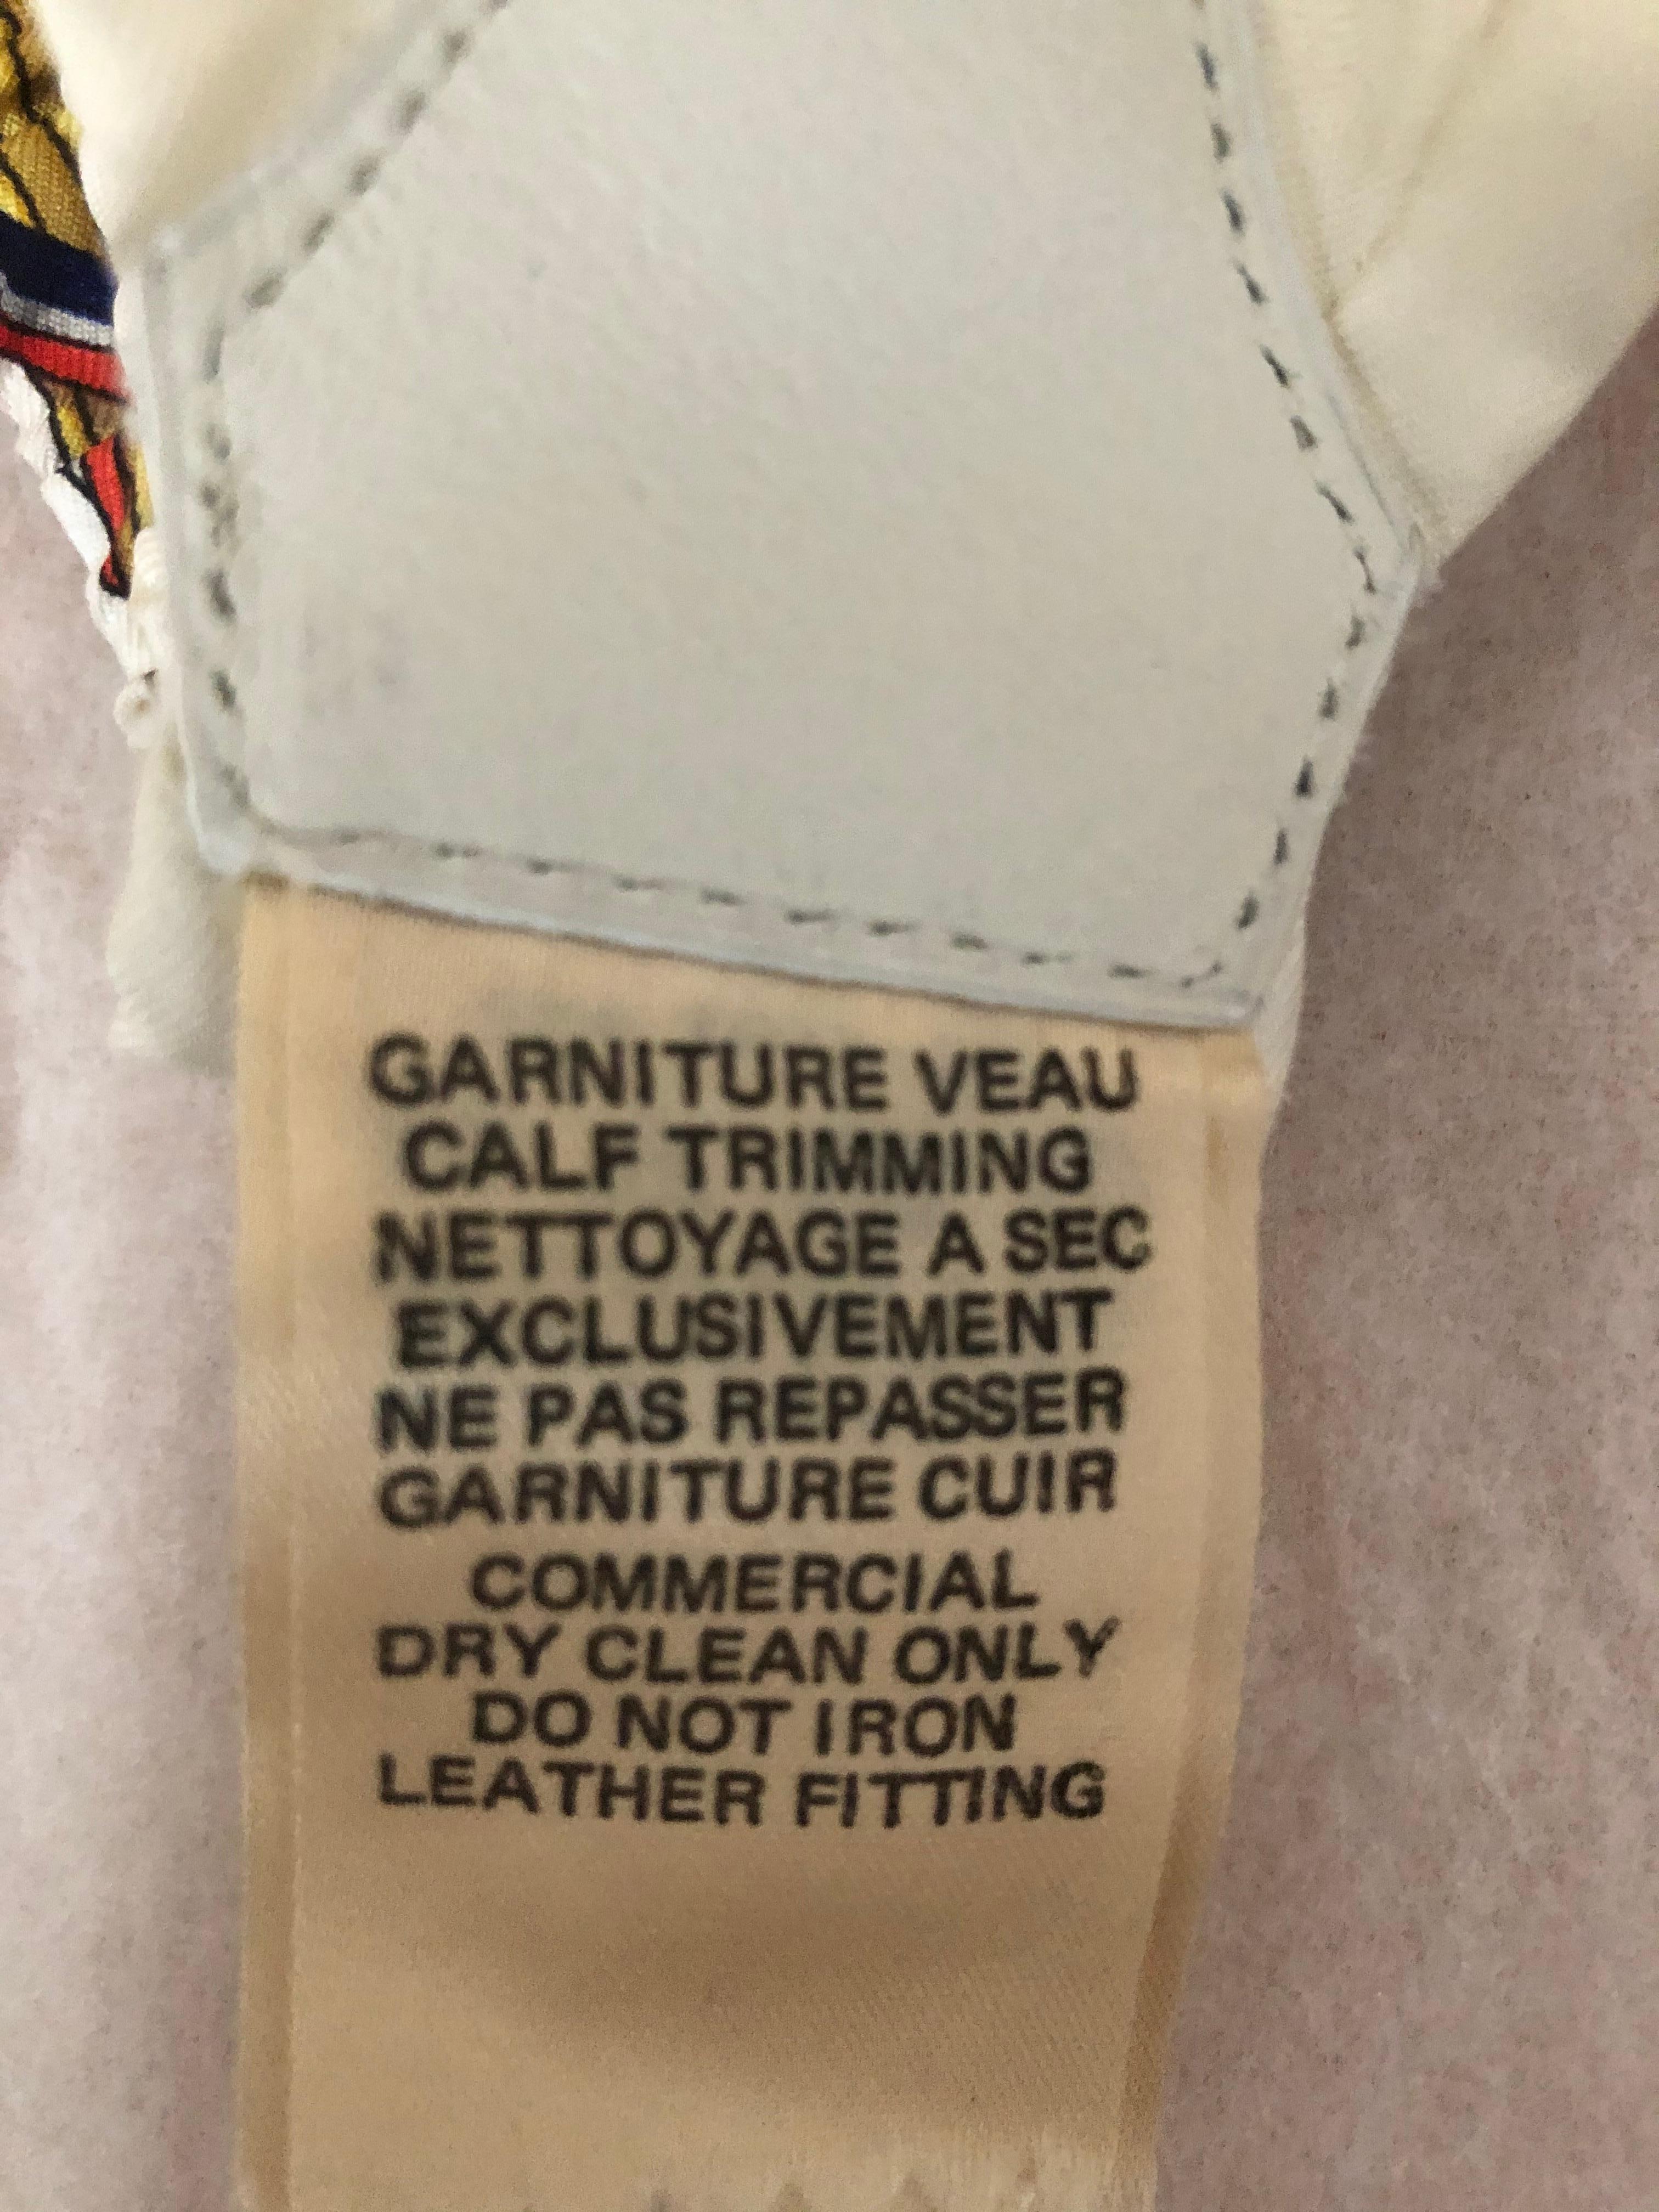 GARNITURE VEAU
CALF TRIMMING
NETTOYAGE A SEC
EXCLUSIVEMENT
NE PAS REPASSER
GARNITURE CUIR
COMMERCIAL
DRY CLEAN ONLY
DO NOT IRON
LEATHER FITTING